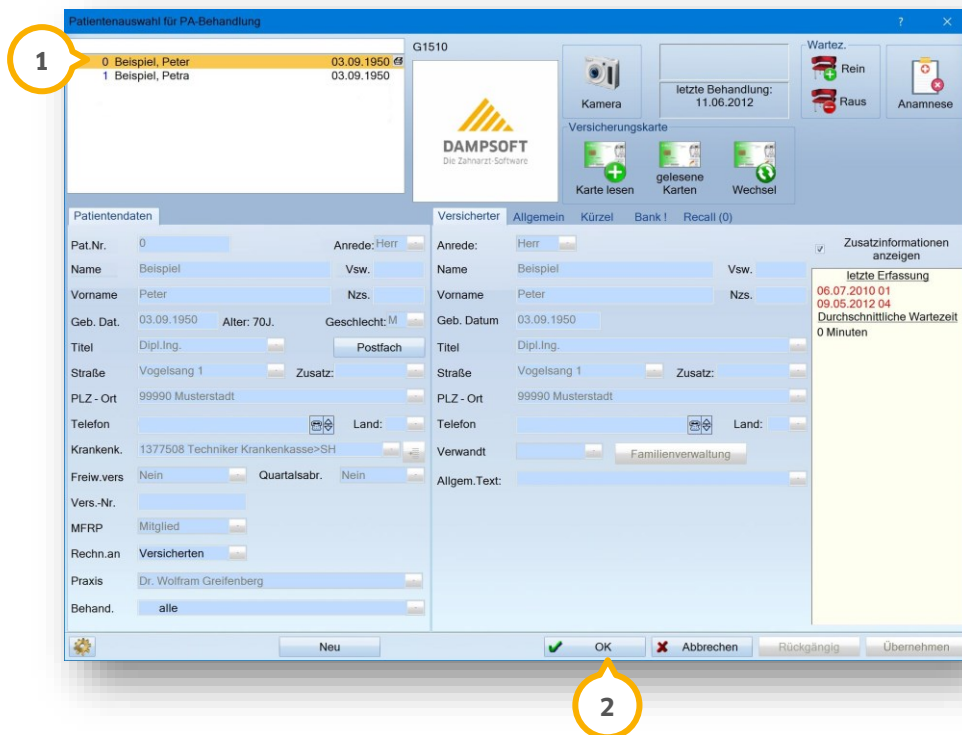 Patientenauswahl für PA-Behandlung ? ×
1
0 Beispiel, Peter 03.09.1950
1 Beispiel, Petra 03.09.1950
G1510
DAMPSOFT
Die Zahnarzt-Software
Kamera
letzte Behandlung:
11.06.2012
Wartez.
Rein
Raus
Anamnese
Versicherungskarte
Karte lesen
gelesene
Karten
Wechsel
Patientendaten
Pat.Nr. 0 Anrede: Herr
Name Beispiel Vsw.
Vorname Peter Nzs.
Geb. Dat. 03.09.1950 Alter: 70J. Geschlecht: M
Titel Dipl.Ing. Postfach
Straße Vogelsang 1 Zusatz:
PLZ - Ort 99990 Musterstadt
Telefon Land:
Krankenk. 1377508 Techniker Krankenkasse>SH
Freiw.vers Nein Quartalsabr. Nein
Vers.-Nr.
MFRP Mitglied
Rechn.an Versicherten
Praxis Dr. Wolfram Greifenberg
Behand. alle
Versicherter Allgemein Kürzel Bank ! Recall (0)
Anrede: Herr
Name Beispiel Vsw.
Vorname Peter Nzs.
Geb. Datum 03.09.1950
Titel Dipl.Ing.
Straße Vogelsang 1 Zusatz:
PLZ - Ort 99990 Musterstadt
Telefon Land:
Verwandt Familienverwaltung
Allgem.Text:
Zusatzinformationen
anzeigen
letzte Erfassung
06.07.2010 01
09.05.2012 04
Durchschnittliche Wartezeit
0 Minuten
Neu OK Abbrechen Rückgängig Übernehmen
2